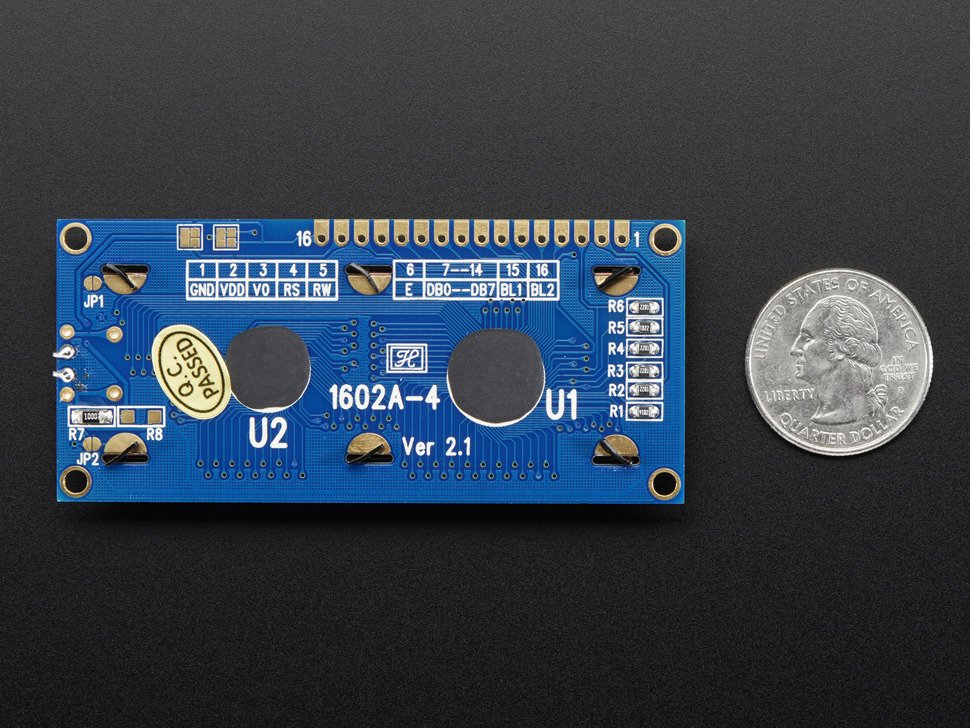 16
1
1 2 3 4 5
GND VDD V0 RS RW
6 7--14 15 16
E DB0--DB7 BL1 BL2
JP1
R6
R5
R4
R3
R2
R1
Q.C.
PASSED
H
1602A-4
U1
U2
Ver 2.1
1000
R7
R8
JP2
UNITED STATES OF AMERICA
LIBERTY
IN
GOD WE
TRUST
QUARTER DOLLAR